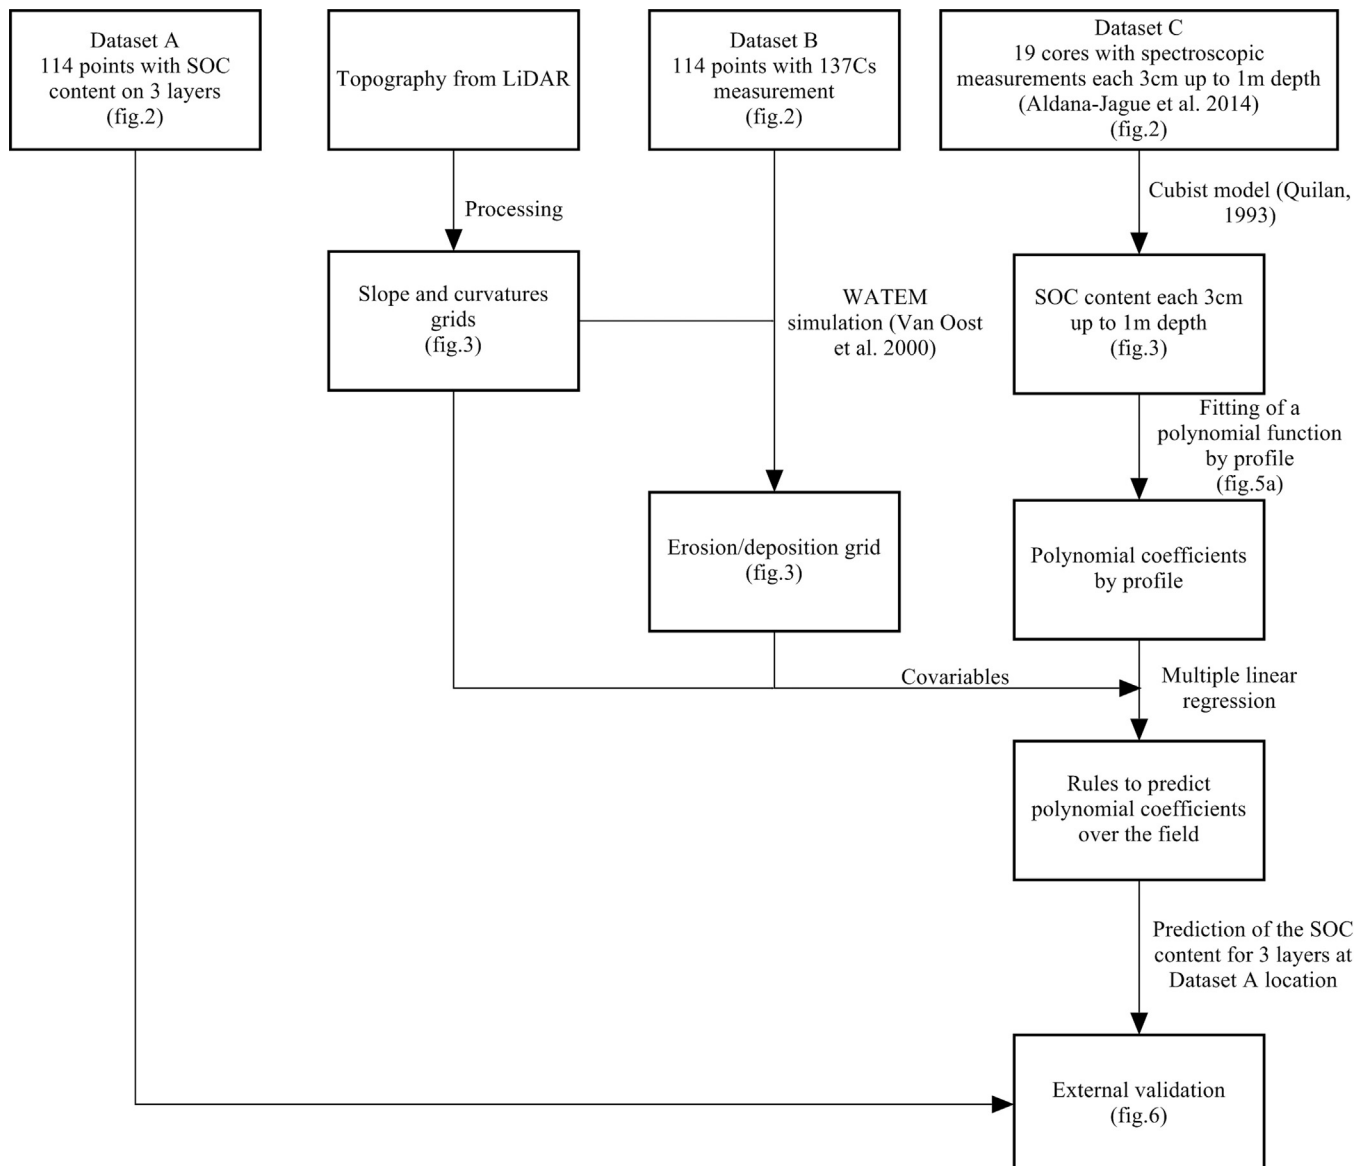 Dataset A
114 points with SOC
content on 3 layers
(fig.2)
Topography from LiDAR
Dataset B
114 points with 137Cs
measurement
(fig.2)
Dataset C
19 cores with spectroscopic
measurements each 3cm up to 1m depth
(Aldana-Jague et al. 2014)
(fig.2)
Processing
Cubist model (Quilan,
1993)
Slope and curvatures
grids
(fig.3)
WATEM
simulation (Van Oost
et al. 2000)
SOC content each 3cm
up to 1m depth
(fig.3)
Fitting of a
polynomial function
by profile
(fig.5a)
Erosion/deposition grid
(fig.3)
Polynomial coefficients
by profile
Covariables
Multiple linear
regression
Rules to predict
polynomial coefficients
over the field
Prediction of the SOC
content for 3 layers at
Dataset A location
External validation
(fig.6)